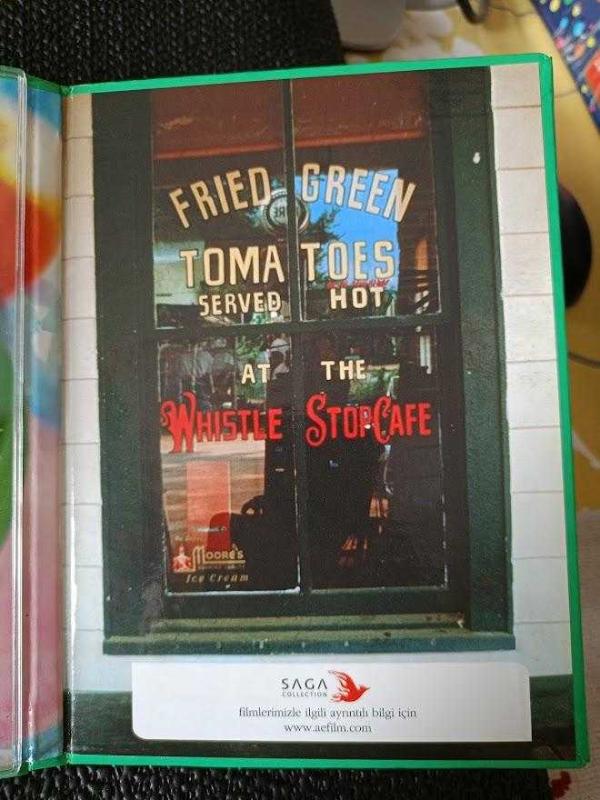 FRIED GREEN
TOMATOES
SERVED HOT
AT THE
WHISTLE STOP CAFE
MOORE'S
Ice Cream
SAGA
COLLECTION
filmlerimizle ilgili ayrıntılı bilgi için
www.aefilm.com